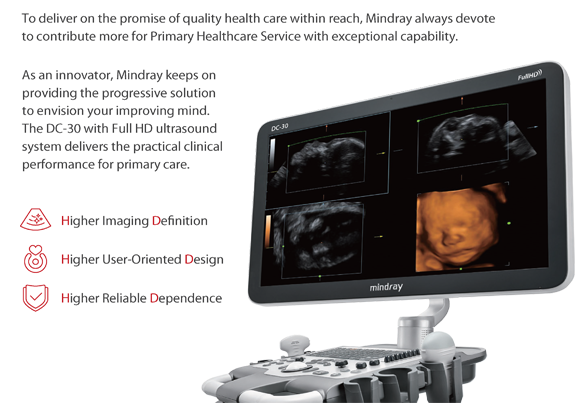 To deliver on the promise of quality health care within reach, Mindray always devote
to contribute more for Primary Healthcare Service with exceptional capability.
As an innovator, Mindray keeps on
providing the progressive solution
to envision your improving mind.
The DC-30 with Full HD ultrasound
system delivers the practical clinical
performance for primary care.
Higher Imaging Definition
Higher User-Oriented Design
Higher Reliable Dependence
FullHD
DC-30
mindray